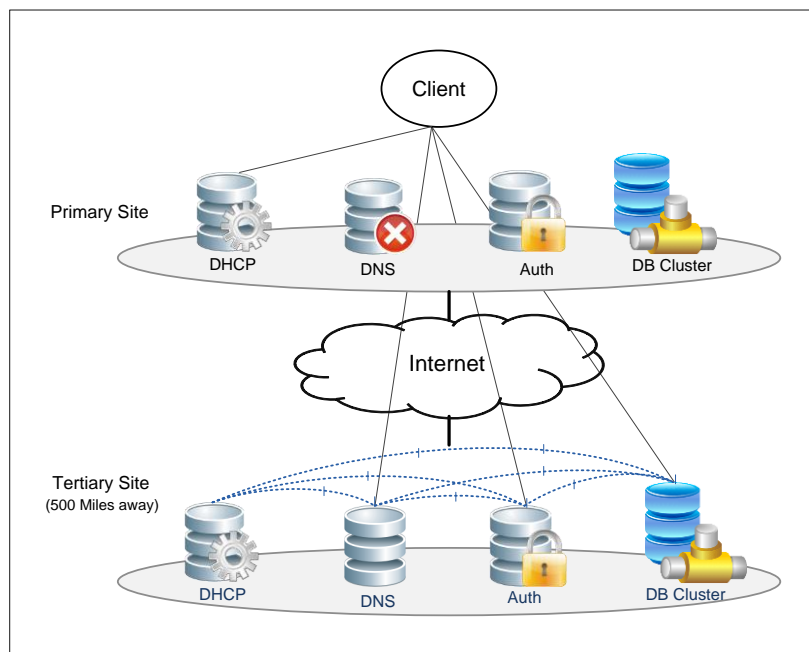 Client
Primary Site
DHCP
DNS
Auth
DB Cluster
Internet
Tertiary Site
(500 Miles away)
DHCP
DNS
Auth
DB Cluster